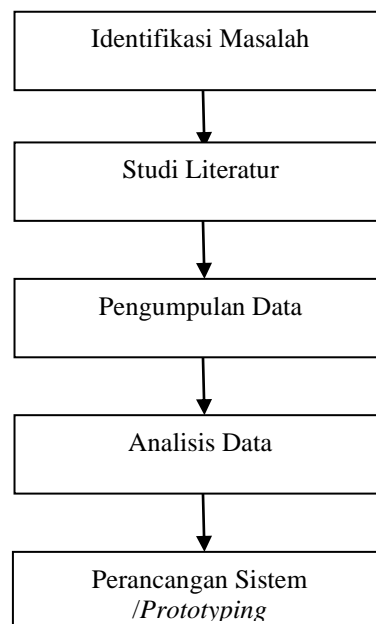 Identifikasi Masalah
Studi Literatur
Pengumpulan Data
Analisis Data
Perancangan Sistem
/Prototyping